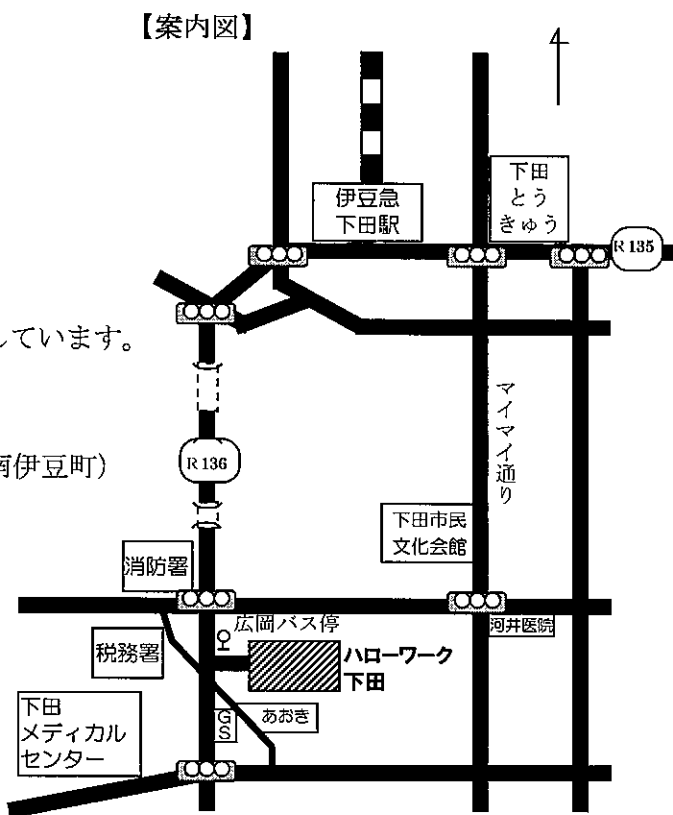 【案内図】
伊豆急
下田駅
下田
とう
きゅう
R 135
しています。
マイマイ通り
南伊豆町）
R 136
下田市民
文化会館
消防署
広岡バス停
河井医院
税務署
ハローワーク
下田
下田
メディカル
センター
GS
あおき